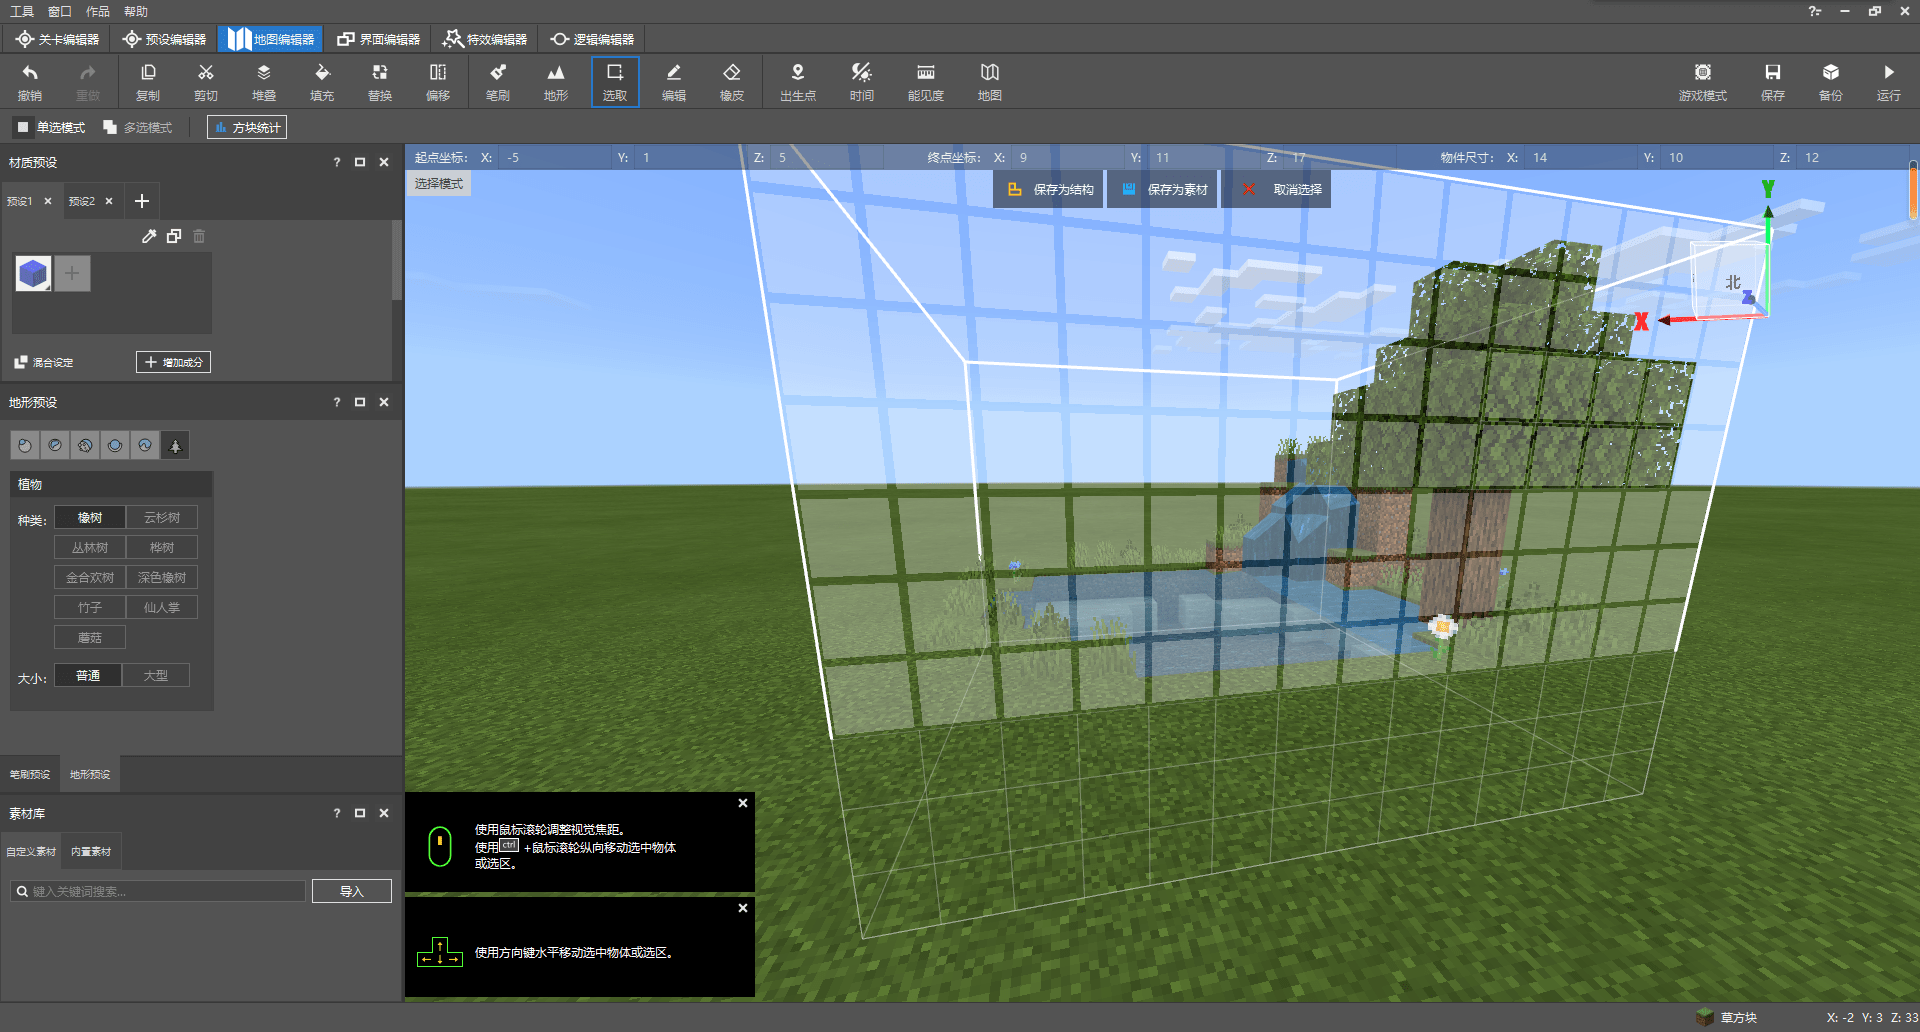 工具 窗口 作品 帮助
关卡编辑器 预设编辑器 地图编辑器 界面编辑器 特效编辑器 逻辑编辑器
撤销 重做 复制 剪切 堆叠 填充 替换 偏移 笔刷 地形 选取 编辑 橡皮 出生点 时间 能见度 地图 游戏模式 保存 备份 运行
单选模式 多选模式 方块统计
材质预设 ?
起点坐标: X: -5 Y: 1 Z: 5 终点坐标: X: 9 Y: 11 Z: 17 物件尺寸: X: 14 Y: 10 Z: 12
选择模式
保存为结构 保存为素材 取消选择
预设1 预设2
混合设定 增加成分
Y
北
Z
X
地形预设 ?
植物
种类: 橡树 云杉树
丛林树 桦树
金合欢树 深色橡树
竹子 仙人掌
蘑菇
大小: 普通 大型
笔刷预设 地形预设
素材库 ?
自定义素材 内置素材
键入关键词搜索... 导入
使用鼠标滚轮调整视觉焦距。
使用ctrl+鼠标滚轮纵向移动选中物体
或选区。
使用方向键水平移动选中物体或选区。
草方块 X: -2 Y: 3 Z: 33